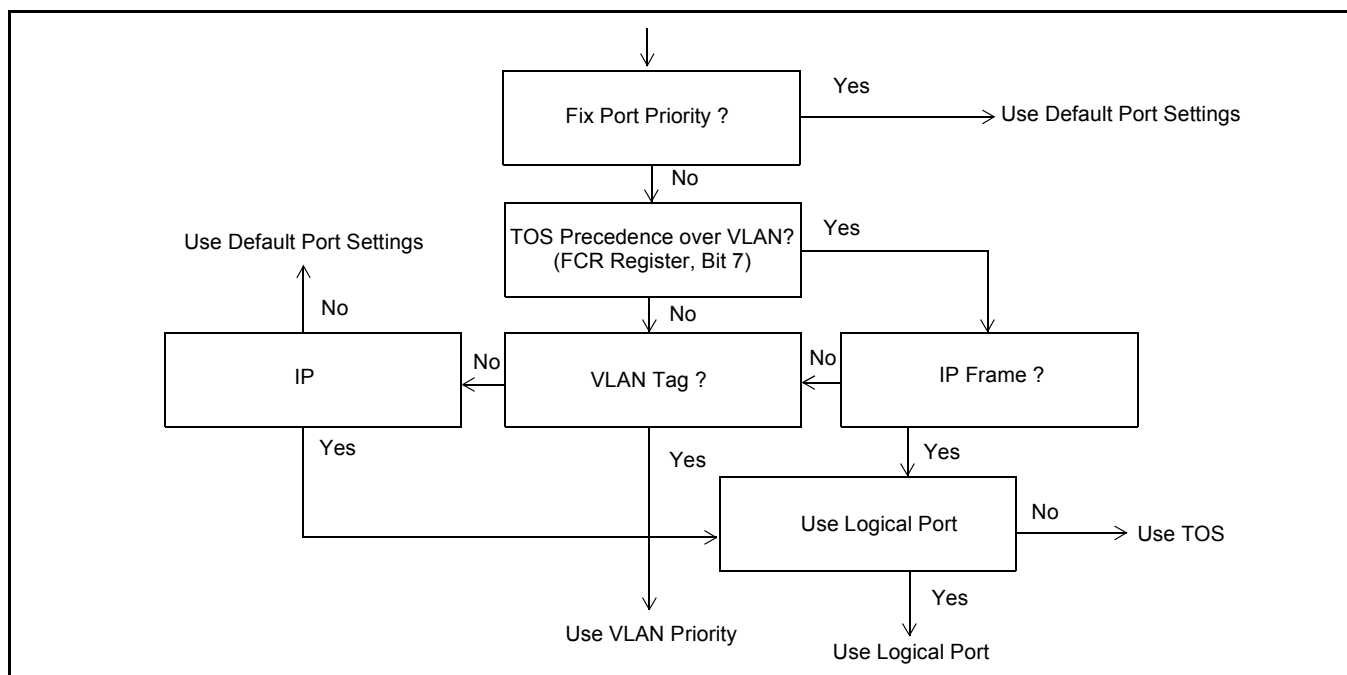 Yes
Fix Port Priority ?
Use Default Port Settings
No
TOS Precedence over VLAN?
(FCR Register, Bit 7)
Yes
Use Default Port Settings
No
No
IP
No
VLAN Tag ?
No
IP Frame ?
Yes
Yes
Yes
Use Logical Port
No
Use TOS
Yes
Use VLAN Priority
Use Logical Port